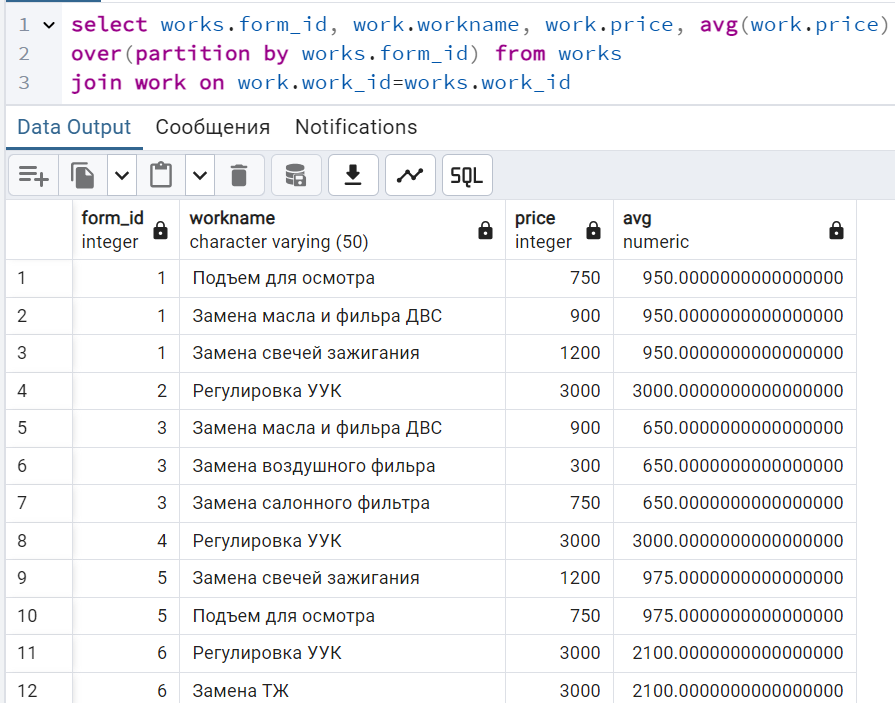 1 select works.form_id, work.workname, work.price, avg(work.price)
2 over(partition by works.form_id) from works
3 join work on work.work_id=works.work_id
Data Output Сообщения Notifications
SQL
form_id workname price avg
integer character varying (50) integer numeric
1 1 Подъем для осмотра 750 950.0000000000000000
2 1 Замена масла и фильра ДВС 900 950.0000000000000000
3 1 Замена свечей зажигания 1200 950.0000000000000000
4 2 Регулировка УУК 3000 3000.0000000000000000
5 3 Замена масла и фильра ДВС 900 650.0000000000000000
6 3 Замена воздушного фильра 300 650.0000000000000000
7 3 Замена салонного фильтра 750 650.0000000000000000
8 4 Регулировка УУК 3000 3000.0000000000000000
9 5 Замена свечей зажигания 1200 975.0000000000000000
10 5 Подъем для осмотра 750 975.0000000000000000
11 6 Регулировка УУК 3000 2100.0000000000000000
12 6 Замена ТЖ 3000 2100.0000000000000000